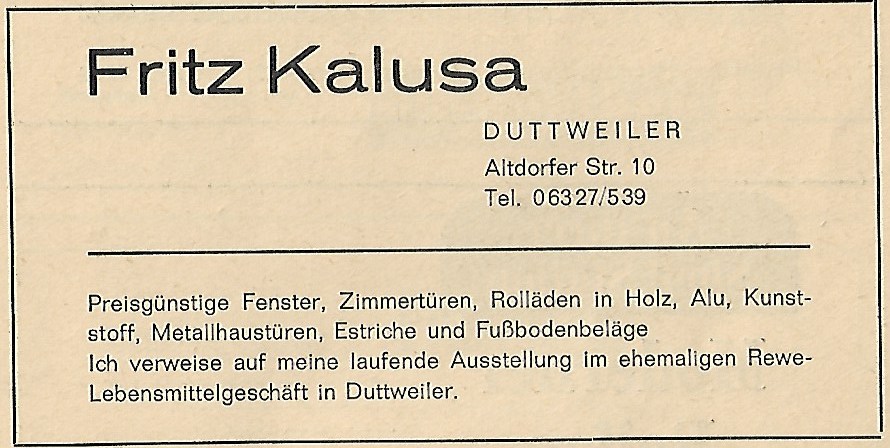 Fritz Kalusa
DUTTWEILER
Altdorfer Str. 10
Tel. 06327/539
Preisgünstige Fenster, Zimmertüren, Rolläden in Holz, Alu, Kunst-
stoff, Metallhaustüren, Estriche und Fußbodenbeläge
Ich verweise auf meine laufende Ausstellung im ehemaligen Rewe-
Lebensmittelgeschäft in Duttweiler.